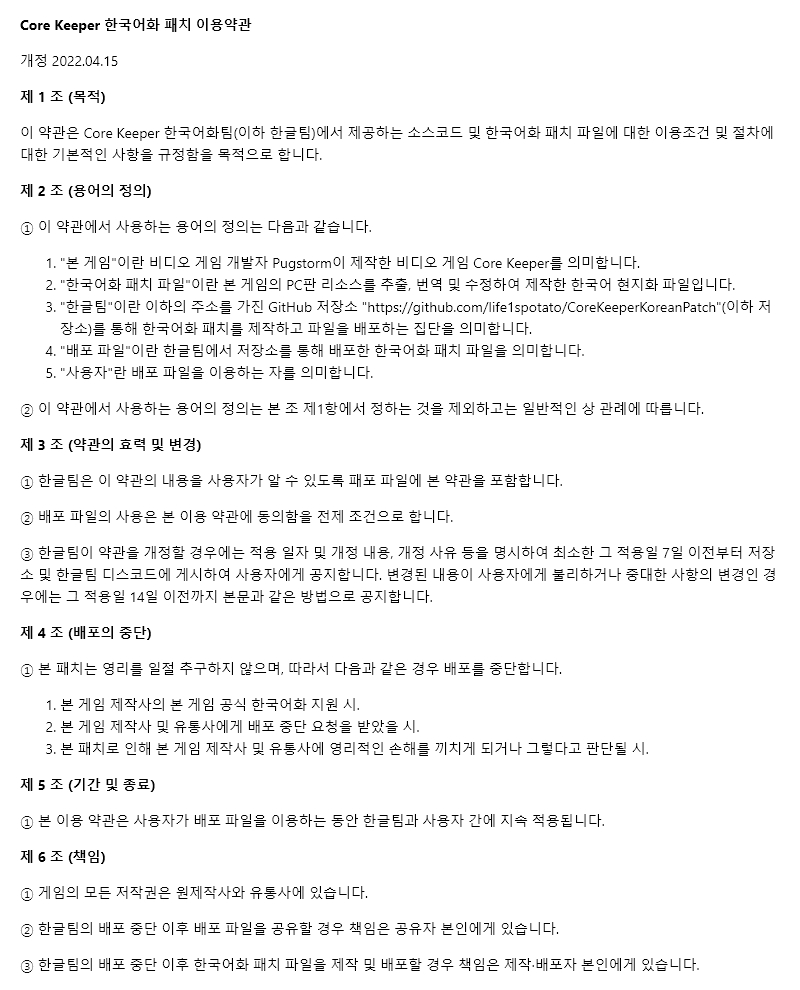 Core Keeper 한국어화 패치 이용약관
개정 2022.04.15
제 1 조 (목적)
이 약관은 Core Keeper 한국어화팀(이하 한글팀)에서 제공하는 소스코드 및 한국어화 패치 파일에 대한 이용조건 및 절차에
대한 기본적인 사항을 규정함을 목적으로 합니다.
제 2 조 (용어의 정의)
① 이 약관에서 사용하는 용어의 정의는 다음과 같습니다.
1. "본 게임"이란 비디오 게임 개발자 Pugstorm이 제작한 비디오 게임 Core Keeper를 의미합니다.
2. "한국어화 패치 파일"이란 본 게임의 PC판 리소스를 추출, 번역 및 수정하여 제작한 한국어 현지화 파일입니다.
3. "한글팀"이란 이하의 주소를 가진 GitHub 저장소 "https://github.com/life1spotato/CoreKeeperKoreanPatch"(이하 저
장소)를 통해 한국어화 패치를 제작하고 파일을 배포하는 집단을 의미합니다.
4. "배포 파일"이란 한글팀에서 저장소를 통해 배포한 한국어화 패치 파일을 의미합니다.
5. "사용자"란 배포 파일을 이용하는 자를 의미합니다.
② 이 약관에서 사용하는 용어의 정의는 본 조 제1항에서 정하는 것을 제외하고는 일반적인 상 관례에 따릅니다.
제 3 조 (약관의 효력 및 변경)
① 한글팀은 이 약관의 내용을 사용자가 알 수 있도록 패포 파일에 본 약관을 포함합니다.
② 배포 파일의 사용은 본 이용 약관에 동의함을 전제 조건으로 합니다.
③ 한글팀이 약관을 개정할 경우에는 적용 일자 및 개정 내용, 개정 사유 등을 명시하여 최소한 그 적용일 7일 이전부터 저장
소 및 한글팀 디스코드에 게시하여 사용자에게 공지합니다. 변경된 내용이 사용자에게 불리하거나 중대한 사항의 변경인 경
우에는 그 적용일 14일 이전까지 본문과 같은 방법으로 공지합니다.
제 4 조 (배포의 중단)
① 본 패치는 영리를 일절 추구하지 않으며, 따라서 다음과 같은 경우 배포를 중단합니다.
1. 본 게임 제작사의 본 게임 공식 한국어화 지원 시.
2. 본 게임 제작사 및 유통사에게 배포 중단 요청을 받았을 시.
3. 본 패치로 인해 본 게임 제작사 및 유통사에 영리적인 손해를 끼치게 되거나 그렇다고 판단될 시.
제 5 조 (기간 및 종료)
① 본 이용 약관은 사용자가 배포 파일을 이용하는 동안 한글팀과 사용자 간에 지속 적용됩니다.
제 6 조 (책임)
① 게임의 모든 저작권은 원제작사와 유통사에 있습니다.
② 한글팀의 배포 중단 이후 배포 파일을 공유할 경우 책임은 공유자 본인에게 있습니다.
③ 한글팀의 배포 중단 이후 한국어화 패치 파일을 제작 및 배포할 경우 책임은 제작·배포자 본인에게 있습니다.